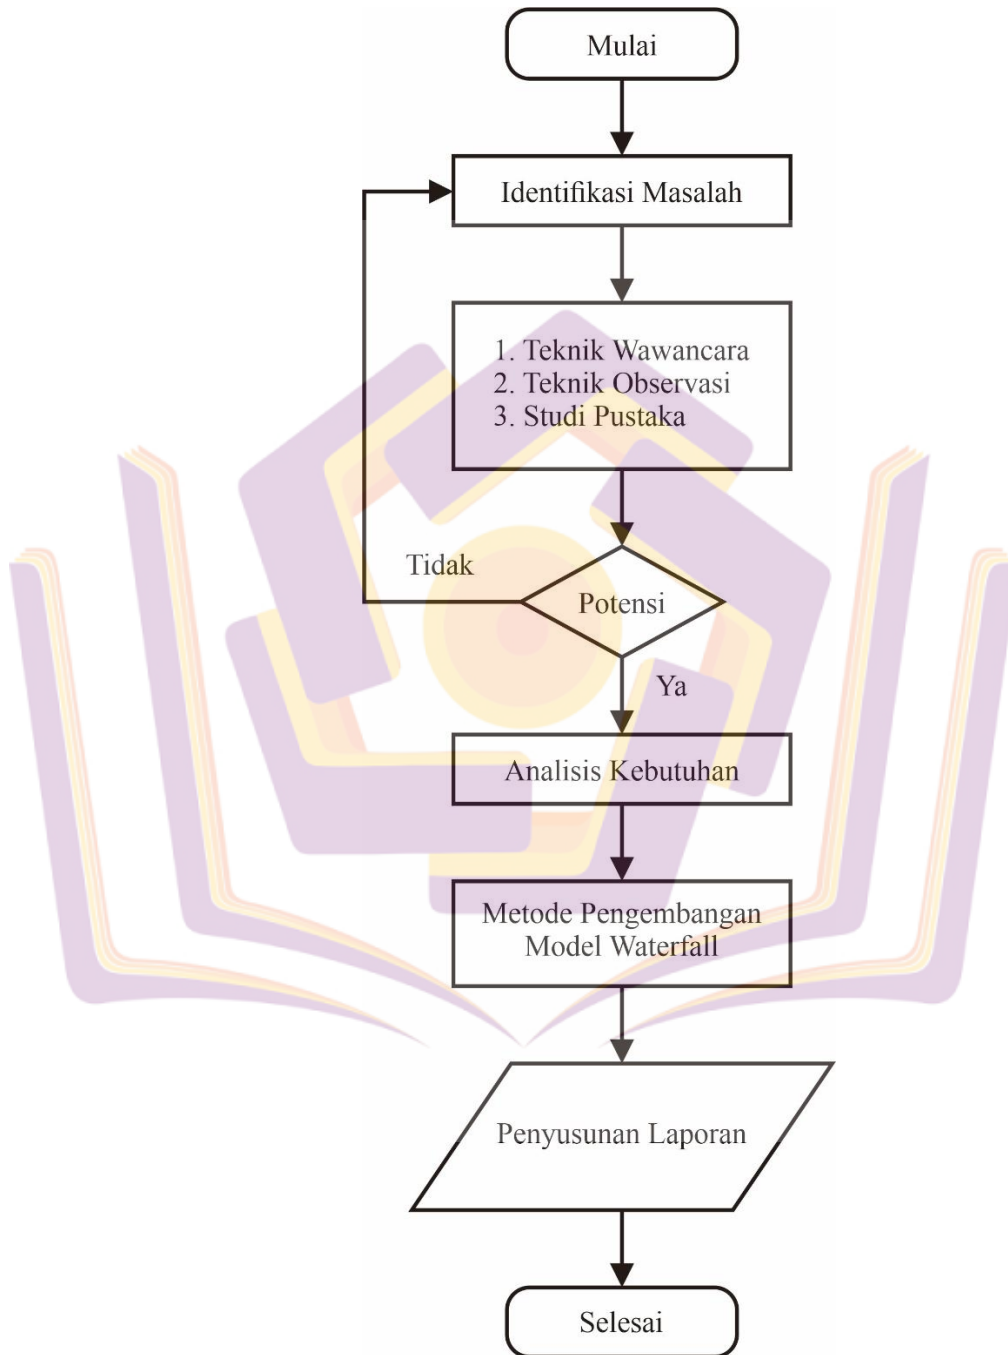 Mulai
Identifikasi Masalah
1. Teknik Wawancara
2. Teknik Observasi
3. Studi Pustaka
Tidak
Potensi
Ya
Analisis Kebutuhan
Metode Pengembangan
Model Waterfall
Penyusunan Laporan
Selesai